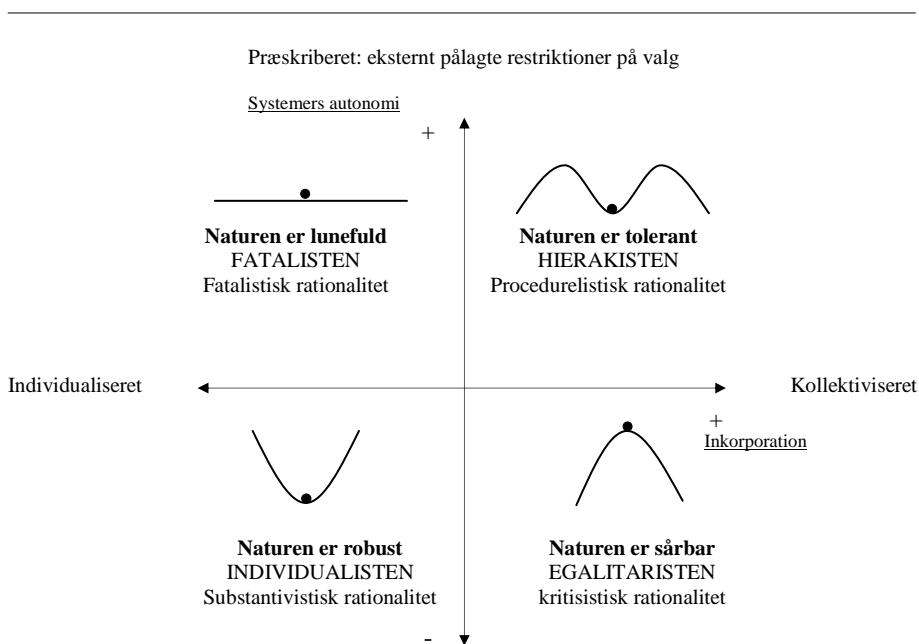 Præskriberet: eksternt pålagte restriktioner på valg
Systemers autonomi
+
Naturen er lunefuld
FATALISTEN
Fatalistisk rationalitet
Naturen er tolerant
HIERAKISTEN
Procedurelistisk rationalitet
Individualiseret
Kollektiviseret
+
Inkorporation
Naturen er robust
INDIVIDUALISTEN
Substantivistisk rationalitet
Naturen er sårbar
EGALITARISTEN
kritisistisk rationalitet
-